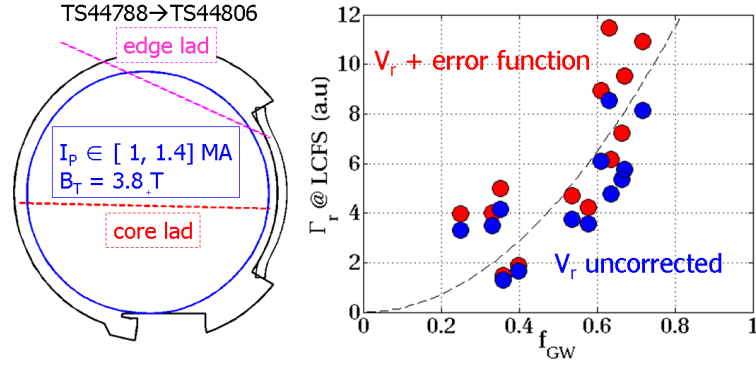 TS44788→TS44806
edge lad
I_P ∈ [ 1, 1.4] MA
B_T = 3.8 T
core lad
V_r + error function
V_r uncorrected
Γ_r @ LCFS (a.u)
12
10
8
6
4
2
0
0
0.2
0.4
0.6
0.8
1
f_GW